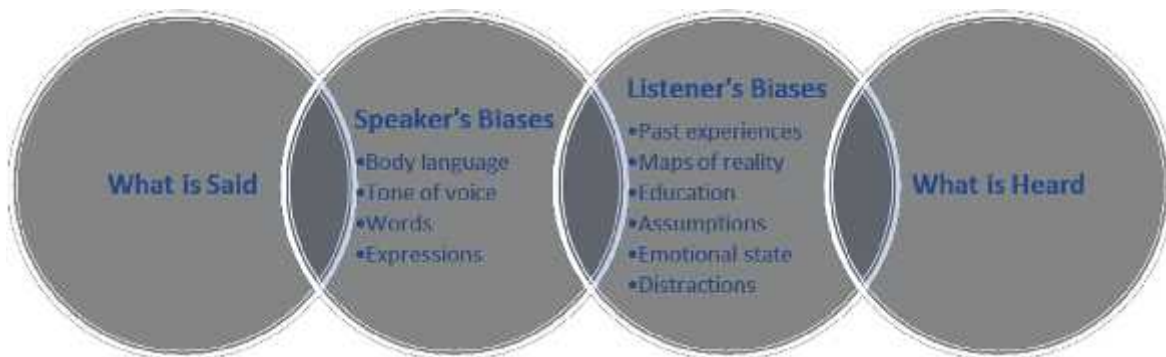 What is Said
Speaker's Biases
•Body language
•Tone of voice
•Words
•Expressions
Listener's Biases
•Past experiences
•Maps of reality
•Education
•Assumptions
•Emotional state
•Distractions
What is Heard